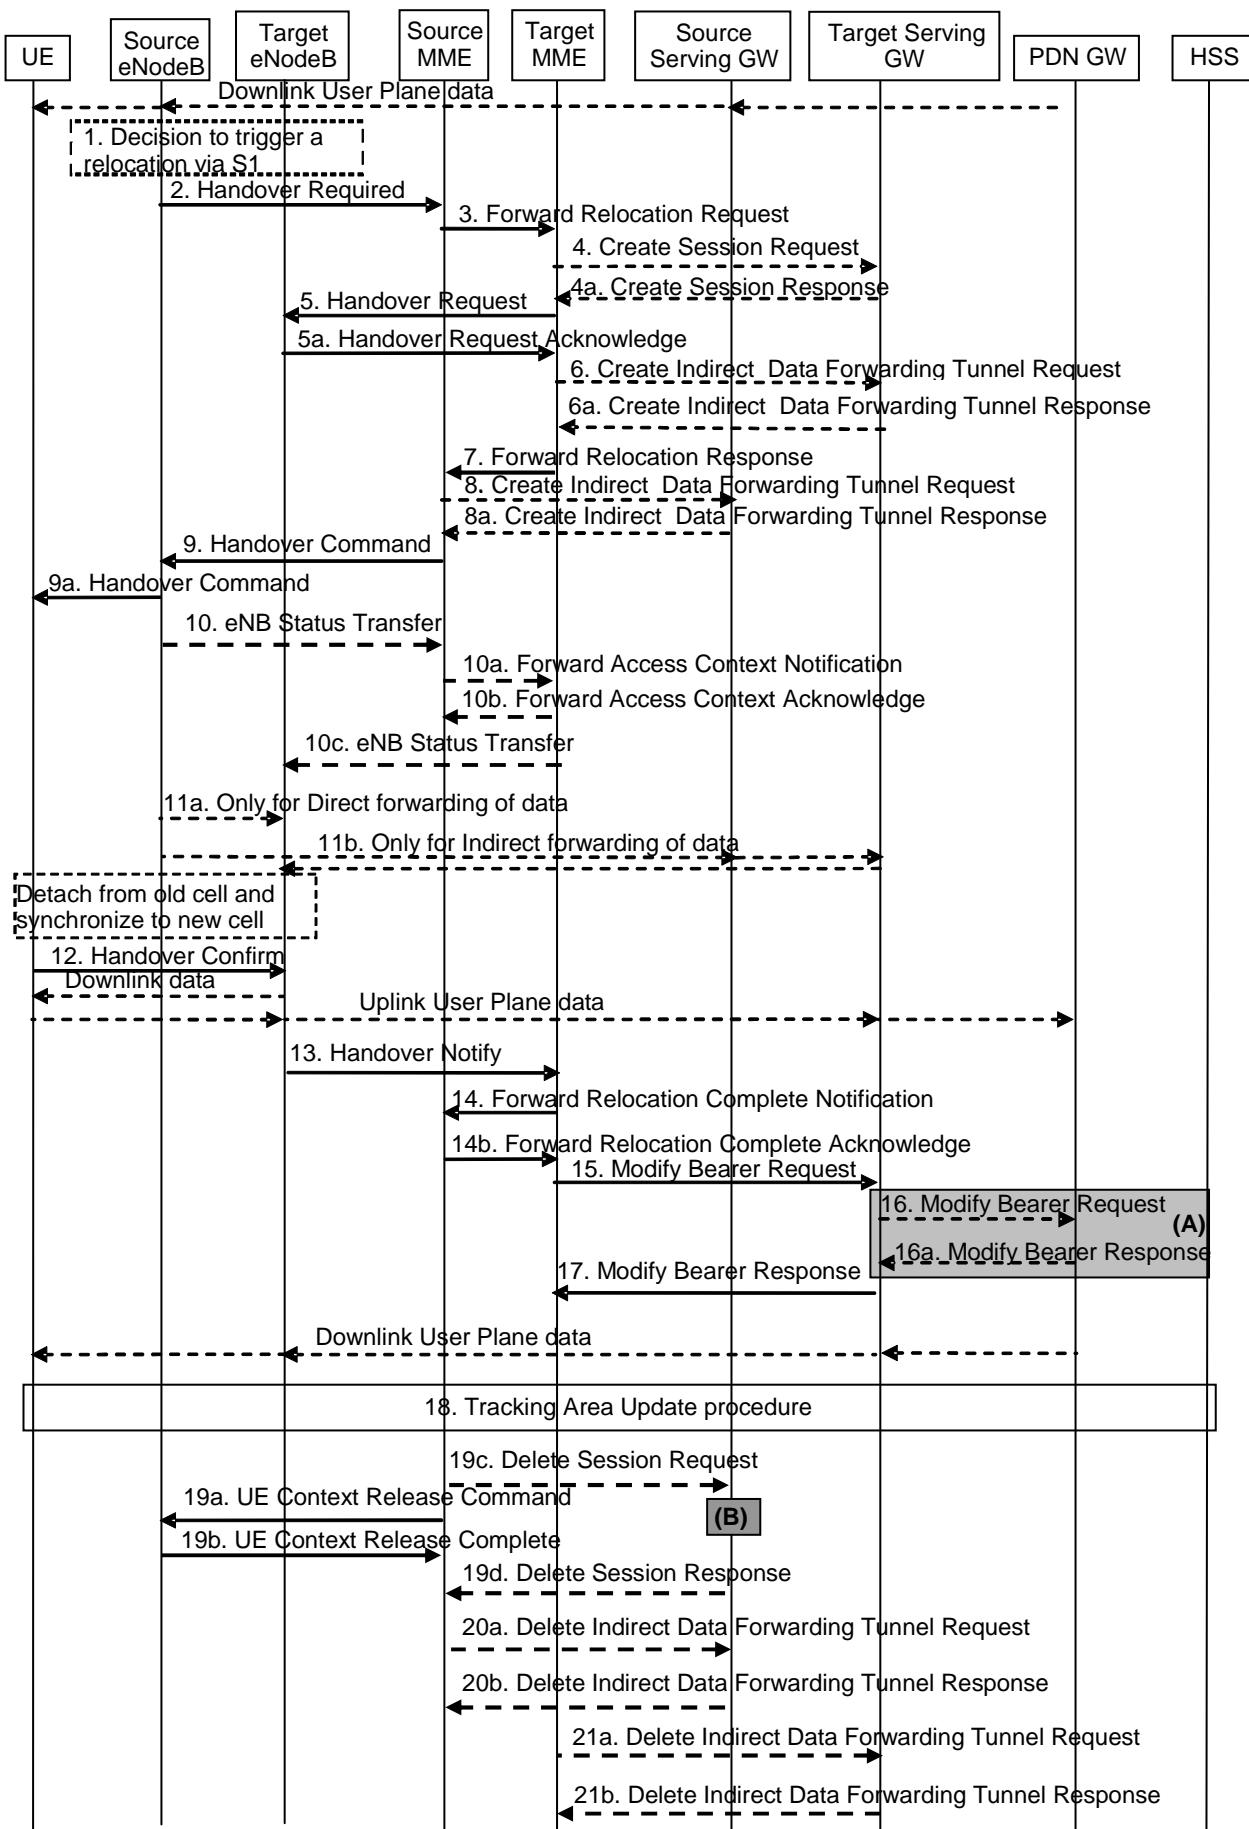 UE
Source
eNodeB
Target
eNodeB
Source
MME
Target
MME
Source
Serving GW
Target Serving
GW
PDN GW
HSS
Downlink User Plane data
1. Decision to trigger a
relocation via S1
2. Handover Required
3. Forward Relocation Request
4. Create Session Request
4a. Create Session Response
5. Handover Request
5a. Handover Request Acknowledge
6. Create Indirect Data Forwarding Tunnel Request
6a. Create Indirect Data Forwarding Tunnel Response
7. Forward Relocation Response
8. Create Indirect Data Forwarding Tunnel Request
8a. Create Indirect Data Forwarding Tunnel Response
9. Handover Command
9a. Handover Command
10. eNB Status Transfer
10a. Forward Access Context Notification
10b. Forward Access Context Acknowledge
10c. eNB Status Transfer
11a. Only for Direct forwarding of data
11b. Only for Indirect forwarding of data
Detach from old cell and
synchronize to new cell
12. Handover Confirm
Downlink data
Uplink User Plane data
13. Handover Notify
14. Forward Relocation Complete Notification
14b. Forward Relocation Complete Acknowledge
15. Modify Bearer Request
16. Modify Bearer Request
(A)
16a. Modify Bearer Response
17. Modify Bearer Response
Downlink User Plane data
18. Tracking Area Update procedure
19c. Delete Session Request
19a. UE Context Release Command
(B)
19b. UE Context Release Complete
19d. Delete Session Response
20a. Delete Indirect Data Forwarding Tunnel Request
20b. Delete Indirect Data Forwarding Tunnel Response
21a. Delete Indirect Data Forwarding Tunnel Request
21b. Delete Indirect Data Forwarding Tunnel Response